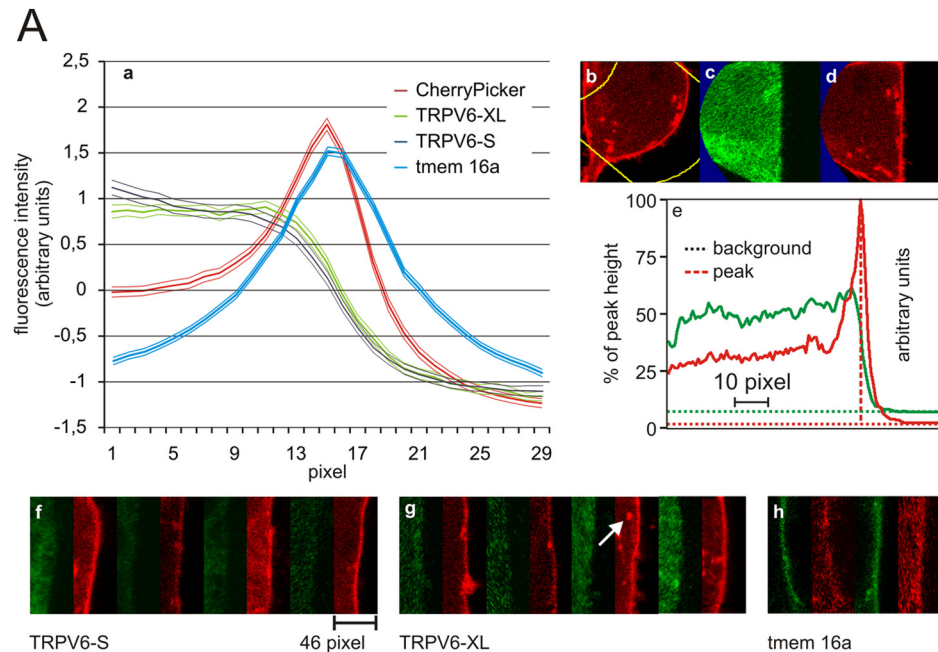 A
a
2,5
2
1,5
1
0,5
0
-0,5
-1
-1,5
1 5 9 13 17 21 25 29
pixel
fluorescence intensity
(arbitrary units)
CherryPicker
TRPV6-XL
TRPV6-S
tmem 16a
b
c
d
e
100
75
50
25
0
% of peak height
background
peak
10 pixel
arbitrary units
f
g
h
TRPV6-S
46 pixel
TRPV6-XL
tmem 16a